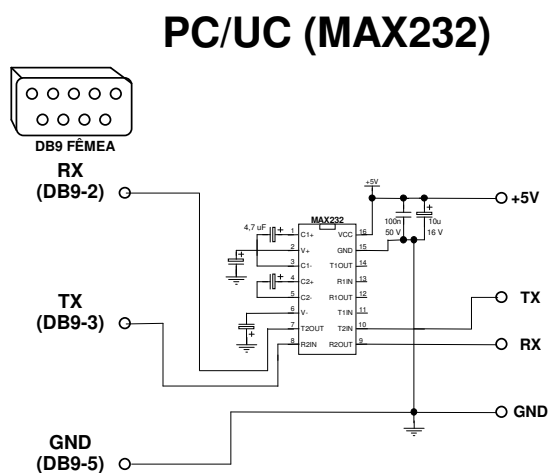 PC/UC (MAX232)
DB9 FÊMEA
RX
(DB9-2)
+5V
+5V
MAX232
4,7 uF
+
100n
50 V
+
10u
16 V
1 C1+ VCC 16
2 V+ GND 15
3 C1- T1OUT 14
4 C2+ R1IN 13
5 C2- R1OUT 12
6 V- T1IN 11
7 T2OUT T2IN 10
8 R2IN R2OUT 9
+
+
+
TX
TX
(DB9-3)
RX
GND
GND
(DB9-5)